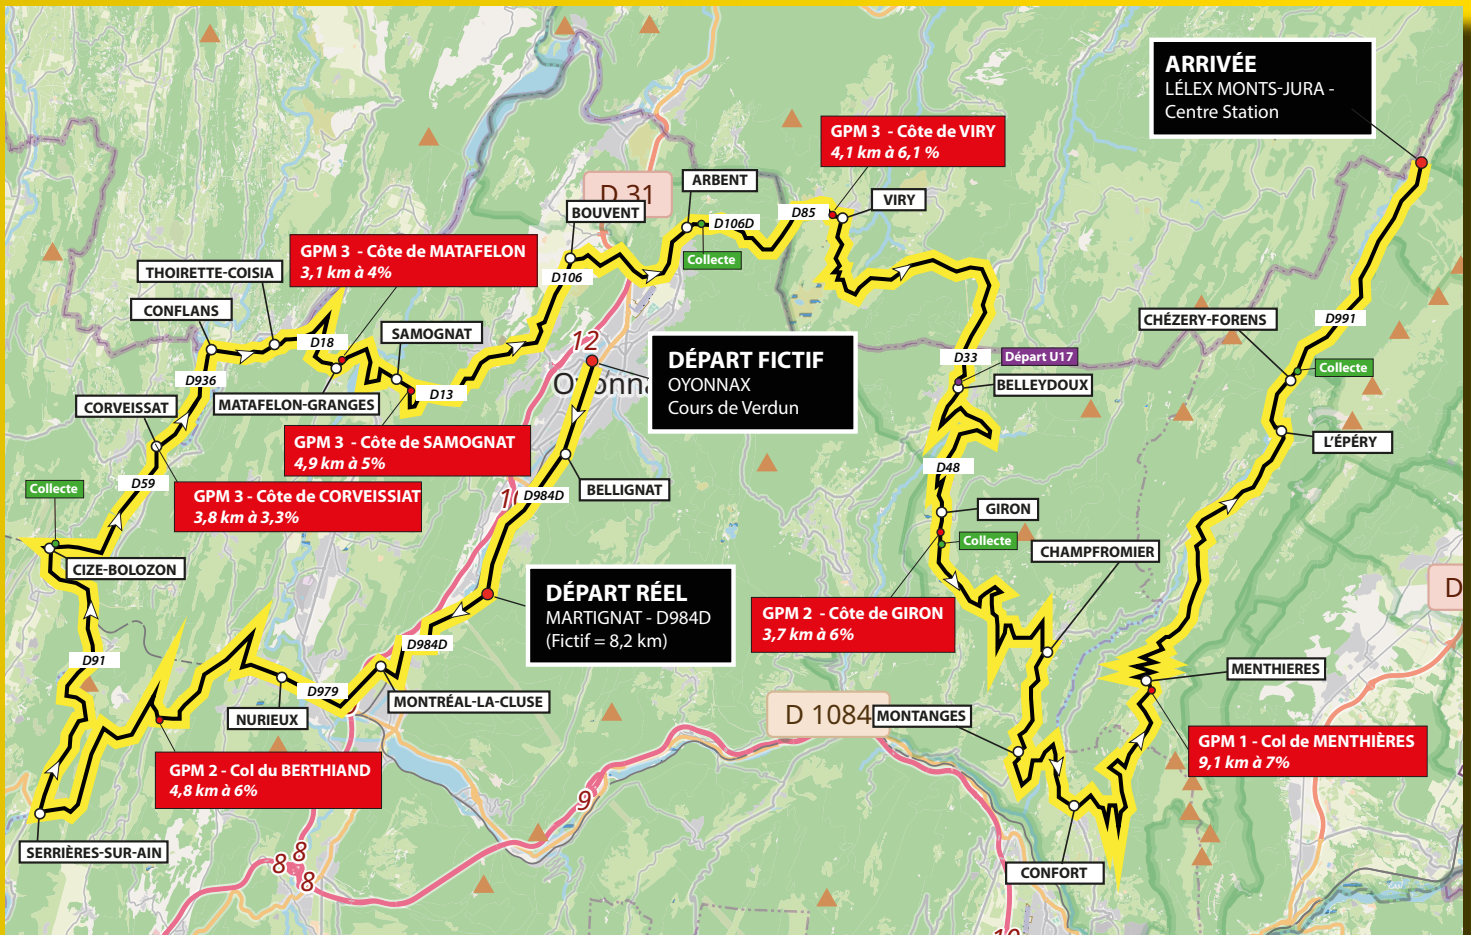 ARRIVÉE
LÉLEX MONTS-JURA -
Centre Station
GPM 3 - Côte de VIRY
4,1 km à 6,1 %
D 31
ARBENT
VIRY
BOUVENT
D106D
D85
Collecte
GPM 3 - Côte de MATAFELON
3,1 km à 4%
THOIRETTE-COISIA
D106
CONFLANS
CHÉZERY-FORENS
D991
SAMOGNAT
D18
12
DÉPART FICTIF
OYONNAX
Cours de Verdun
D33
Départ U17
BELLEYDOUX
Collecte
D936
Oyonna
D13
MATAFELON-GRANGES
CORVEISSAT
GPM 3 - Côte de SAMOGNAT
4,9 km à 5%
L'ÉPÉRY
D48
D59
Collecte
GPM 3 - Côte de CORVEISSIAT
3,8 km à 3,3%
10
D984D
BELLIGNAT
GIRON
Collecte
CHAMPFROMIER
CIZE-BOLOZON
DÉPART RÉEL
MARTIGNAT - D984D
(Fictif = 8,2 km)
D
GPM 2 - Côte de GIRON
3,7 km à 6%
D984D
D91
MENTHIERES
D979
MONTRÉAL-LA-CLUSE
NURIEUX
D 1084
MONTANGES
GPM 1 - Col de MENTHIÈRES
9,1 km à 7%
GPM 2 - Col du BERTHIAND
4,8 km à 6%
9
SERRIÈRES-SUR-AIN
8
8
8
CONFORT
10